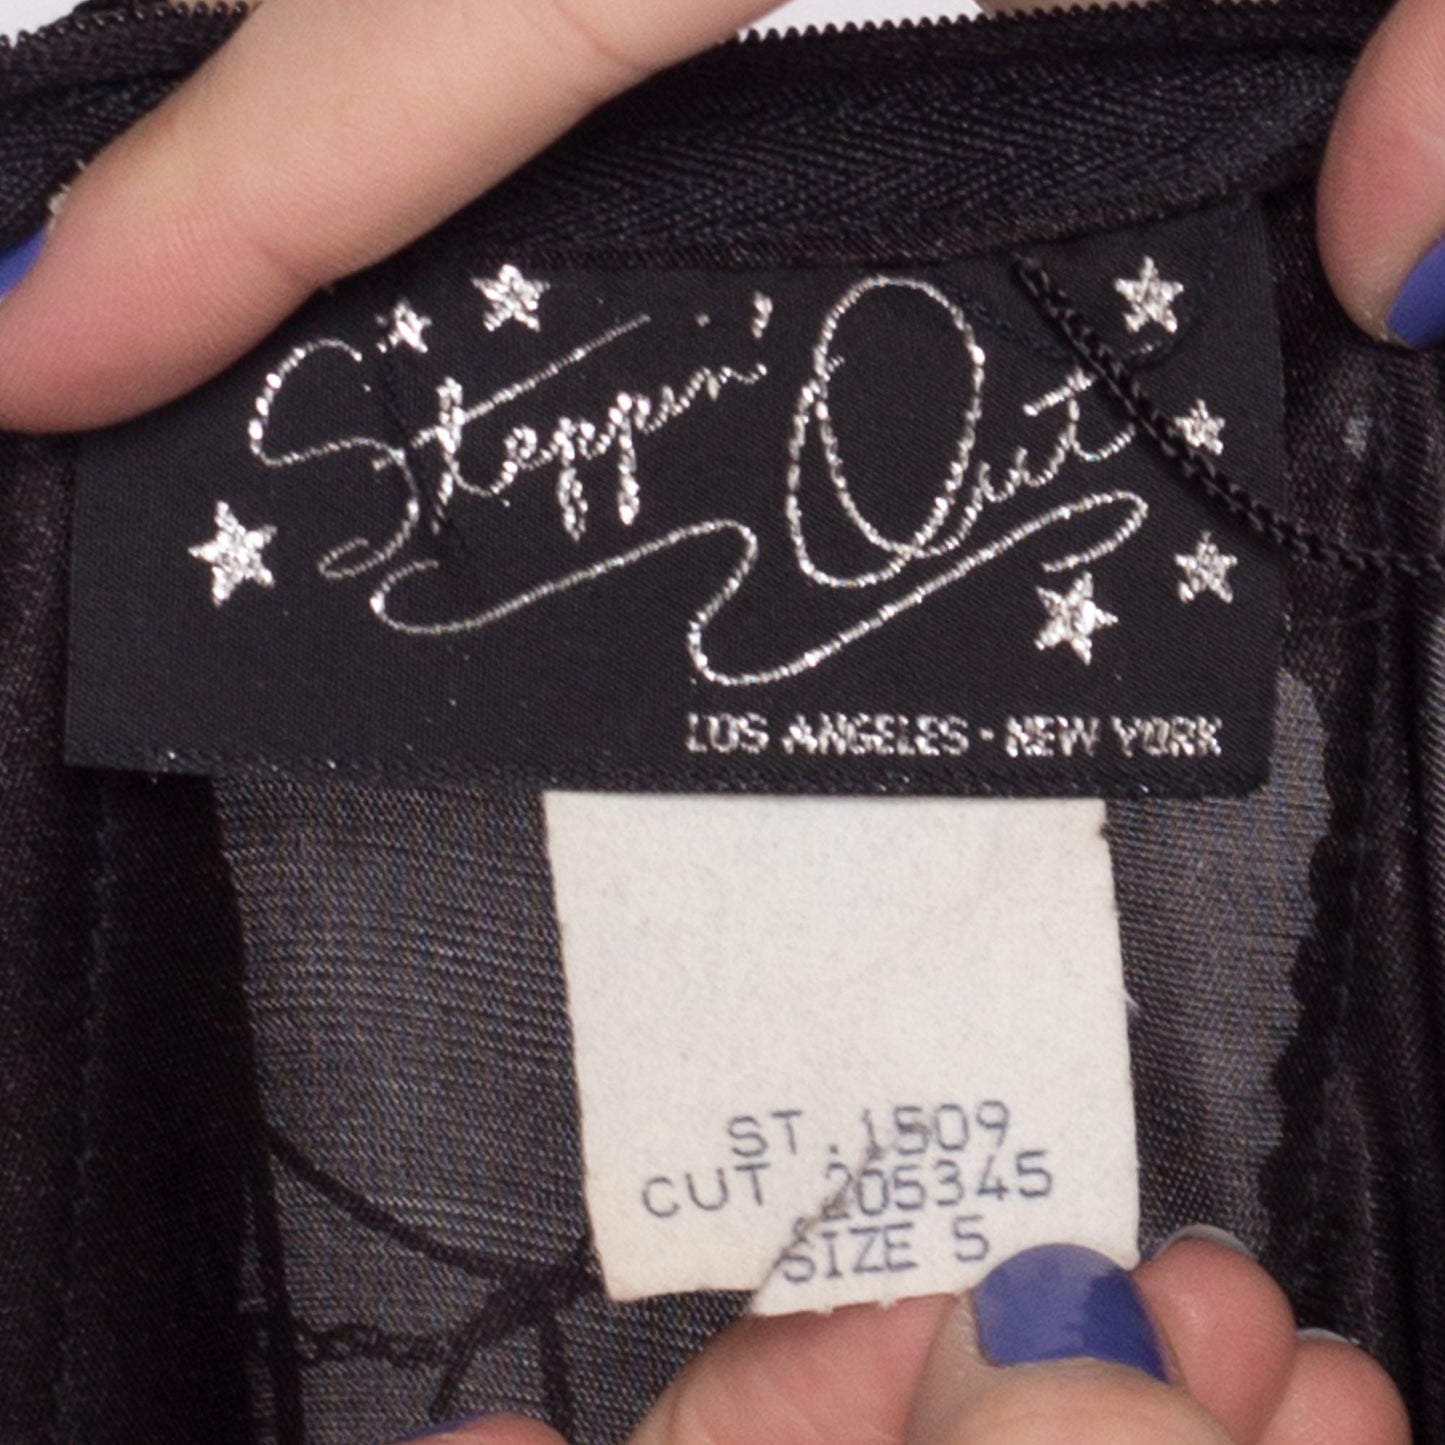 Steppin' Out
LOS ANGELES - NEW YORK
ST.1509
CUT 205345
SIZE 5